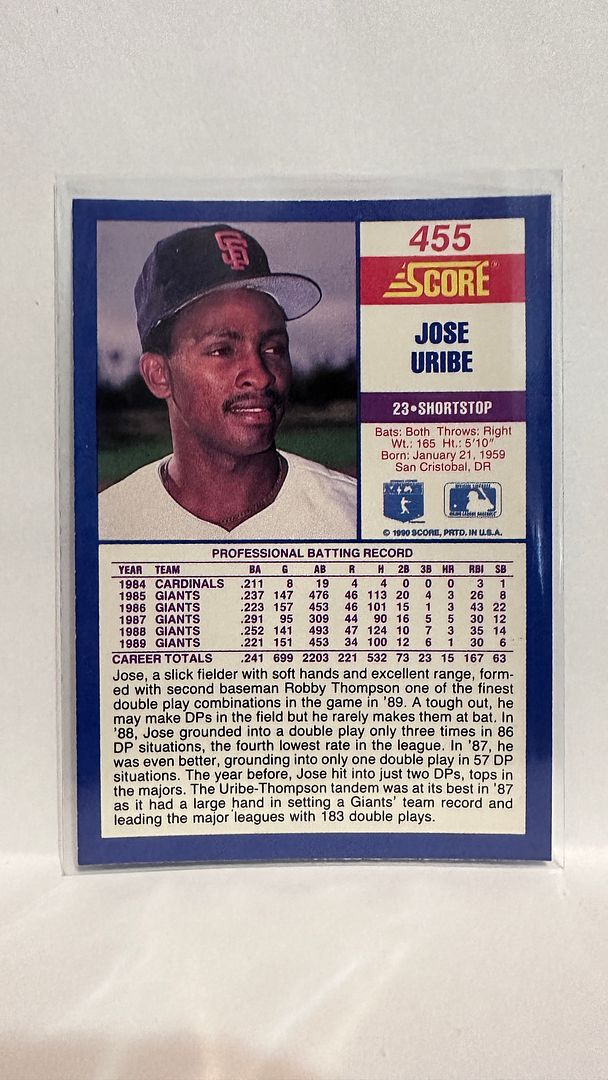 SF
455
SCORE®
JOSE
URIBE
23•SHORTSTOP
Bats: Both Throws: Right
Wt.: 165 Ht.: 5'10"
Born: January 21, 1959
San Cristobal, DR
© 1990 SCORE, PRTD. IN U.S.A.
PROFESSIONAL BATTING RECORD
YEAR TEAM BA G AB R H 2B 3B HR RBI SB
1984 CARDINALS .211 8 19 4 4 0 0 0 3 1
1985 GIANTS .237 147 476 46 113 20 4 3 26 8
1986 GIANTS .223 157 453 46 101 15 1 3 43 22
1987 GIANTS .291 95 309 44 90 16 5 5 30 12
1988 GIANTS .252 141 493 47 124 10 7 3 35 14
1989 GIANTS .221 151 453 34 100 12 6 1 30 6
CAREER TOTALS .241 699 2203 221 532 73 23 15 167 63
Jose, a slick fielder with soft hands and excellent range, form-
ed with second baseman Robby Thompson one of the finest
double play combinations in the game in '89. A tough out, he
may make DPs in the field but he rarely makes them at bat. In
'88, Jose grounded into a double play only three times in 86
DP situations, the fourth lowest rate in the league. In '87, he
was even better, grounding into only one double play in 57 DP
situations. The year before, Jose hit into just two DPs, tops in
the majors. The Uribe-Thompson tandem was at its best in '87
as it had a large hand in setting a Giants' team record and
leading the major leagues with 183 double plays.